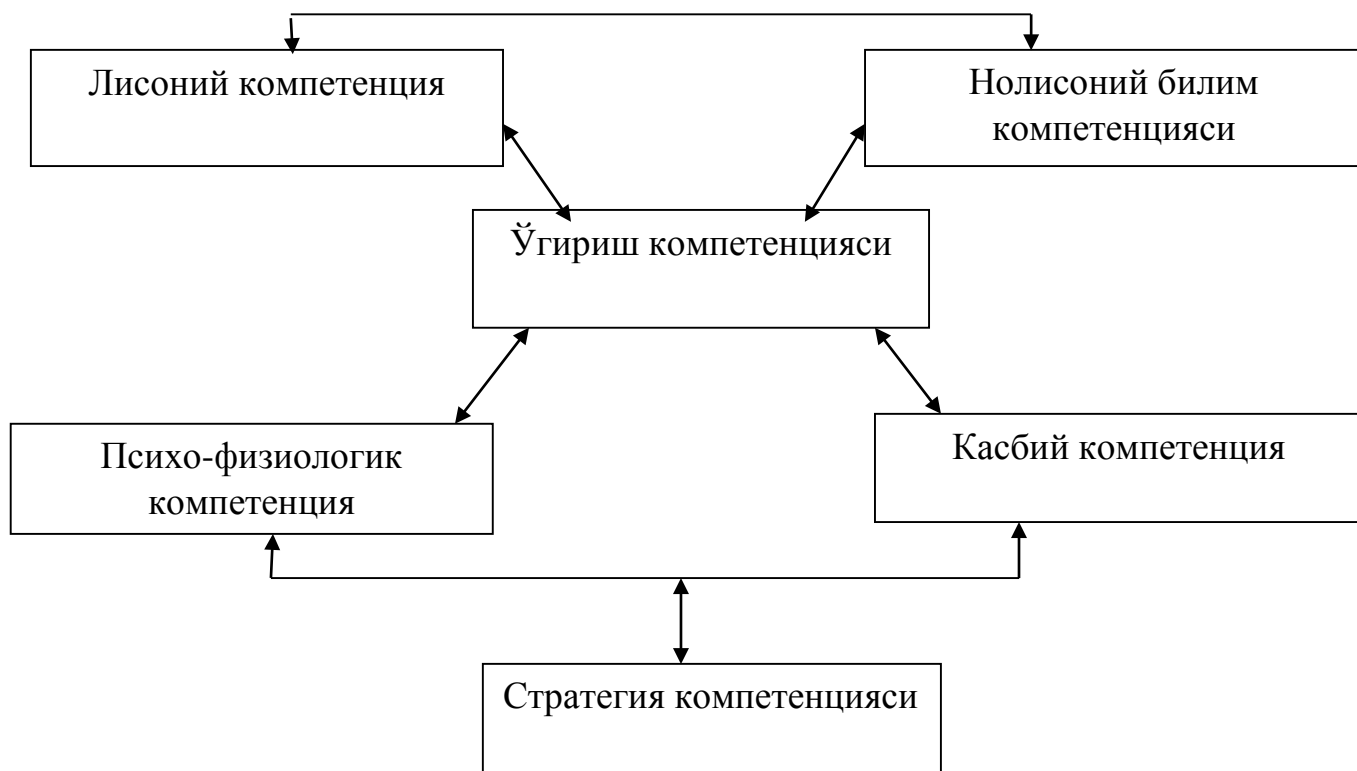 Лисоний компетенция
Нолисоний билим
компетенцияси
Ўгириш компетенцияси
Психо-физиологик
компетенция
Касбий компетенция
Стратегия компетенцияси